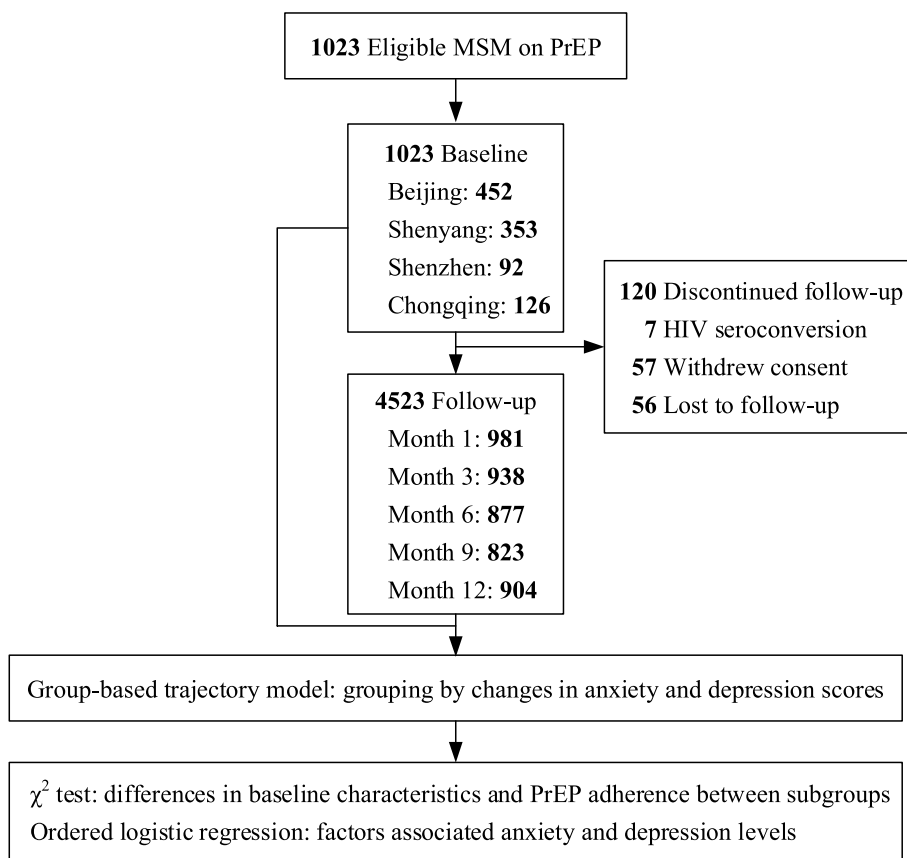 1023 Eligible MSM on PrEP
1023 Baseline
Beijing: 452
Shenyang: 353
Shenzhen: 92
Chongqing: 126
120 Discontinued follow-up
7 HIV seroconversion
57 Withdrew consent
56 Lost to follow-up
4523 Follow-up
Month 1: 981
Month 3: 938
Month 6: 877
Month 9: 823
Month 12: 904
Group-based trajectory model: grouping by changes in anxiety and depression scores
χ² test: differences in baseline characteristics and PrEP adherence between subgroups
Ordered logistic regression: factors associated anxiety and depression levels